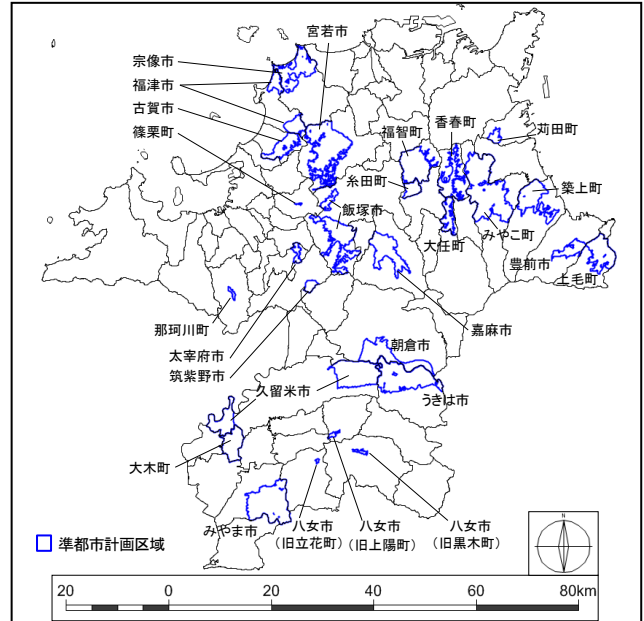 宮若市
宗像市
福津市
古賀市
篠栗町
福智町
香春町
苅田町
糸田町
飯塚市
築上町
大任町
みやこ町
豊前市
上毛町
那珂川町
嘉麻市
太宰府市
筑紫野市
朝倉市
久留米市
うきは市
大木町
みやま市
八女市
(旧立花町)
八女市
(旧上陽町)
八女市
(旧黒木町)
準都市計画区域
N
20 0 20 40 60 80km